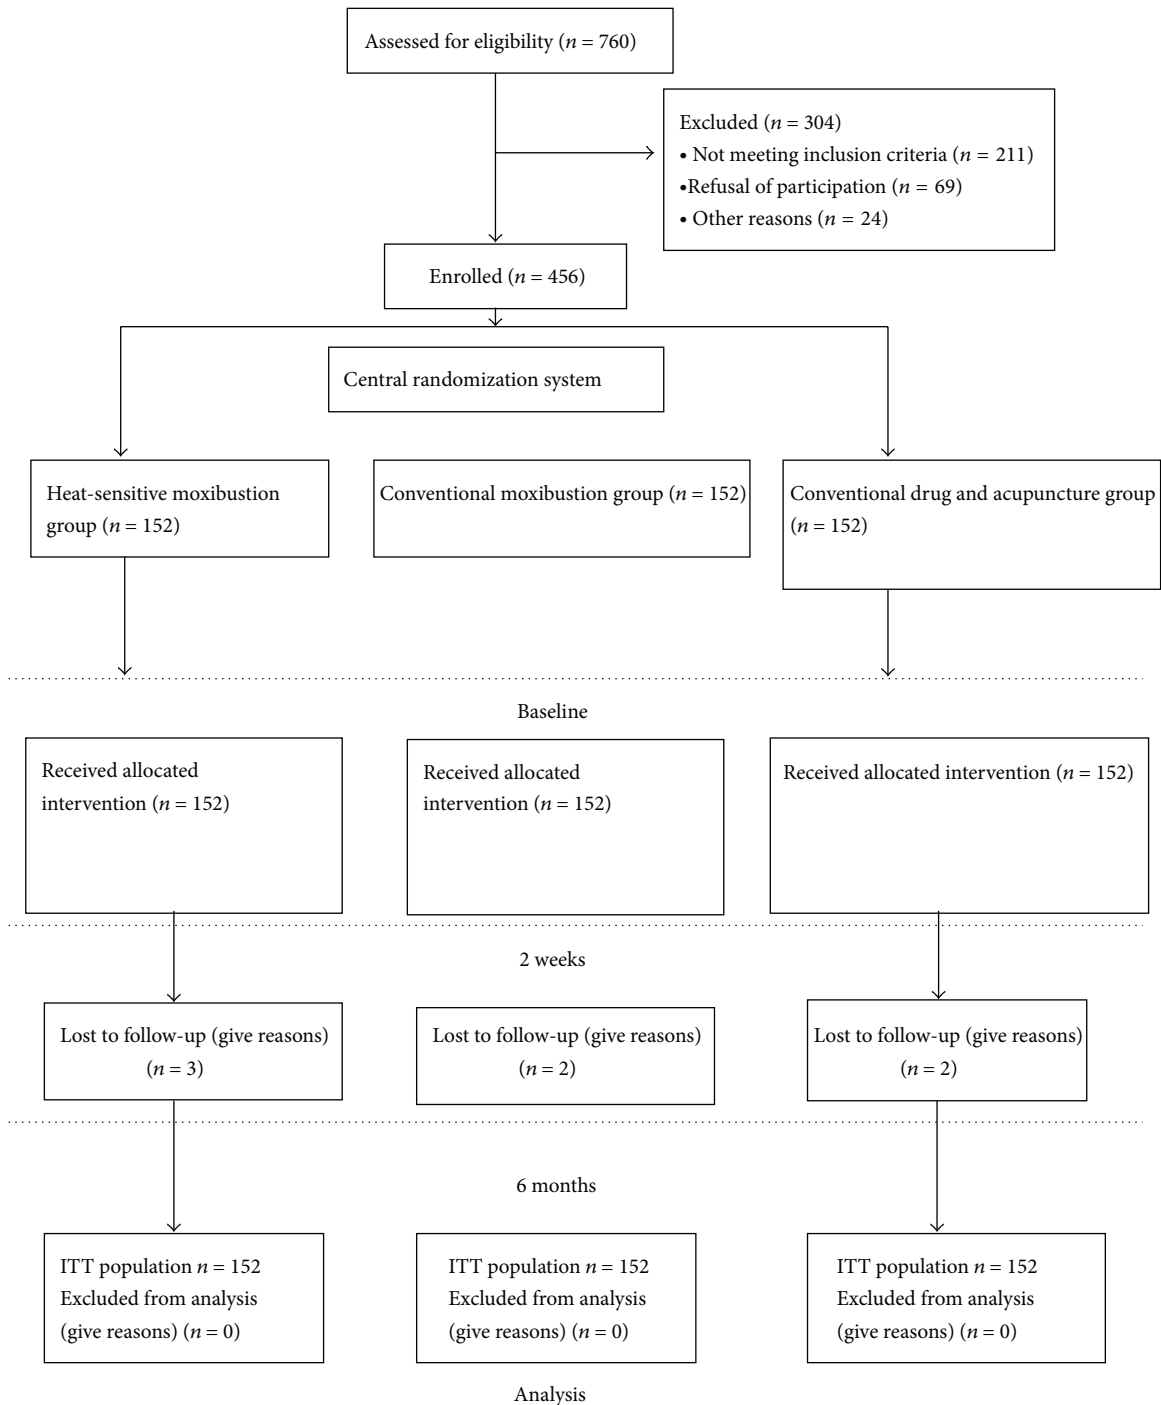 Assessed for eligibility (n = 760)
Excluded (n = 304)
• Not meeting inclusion criteria (n = 211)
•Refusal of participation (n = 69)
• Other reasons (n = 24)
Enrolled (n = 456)
Central randomization system
Heat-sensitive moxibustion
group (n = 152)
Conventional moxibustion group (n = 152)
Conventional drug and acupuncture group
(n = 152)
Baseline
Received allocated
intervention (n = 152)
Received allocated
intervention (n = 152)
Received allocated intervention (n = 152)
2 weeks
Lost to follow-up (give reasons)
(n = 3)
Lost to follow-up (give reasons)
(n = 2)
Lost to follow-up (give reasons)
(n = 2)
6 months
ITT population n = 152
Excluded from analysis
(give reasons) (n = 0)
ITT population n = 152
Excluded from analysis
(give reasons) (n = 0)
ITT population n = 152
Excluded from analysis
(give reasons) (n = 0)
Analysis